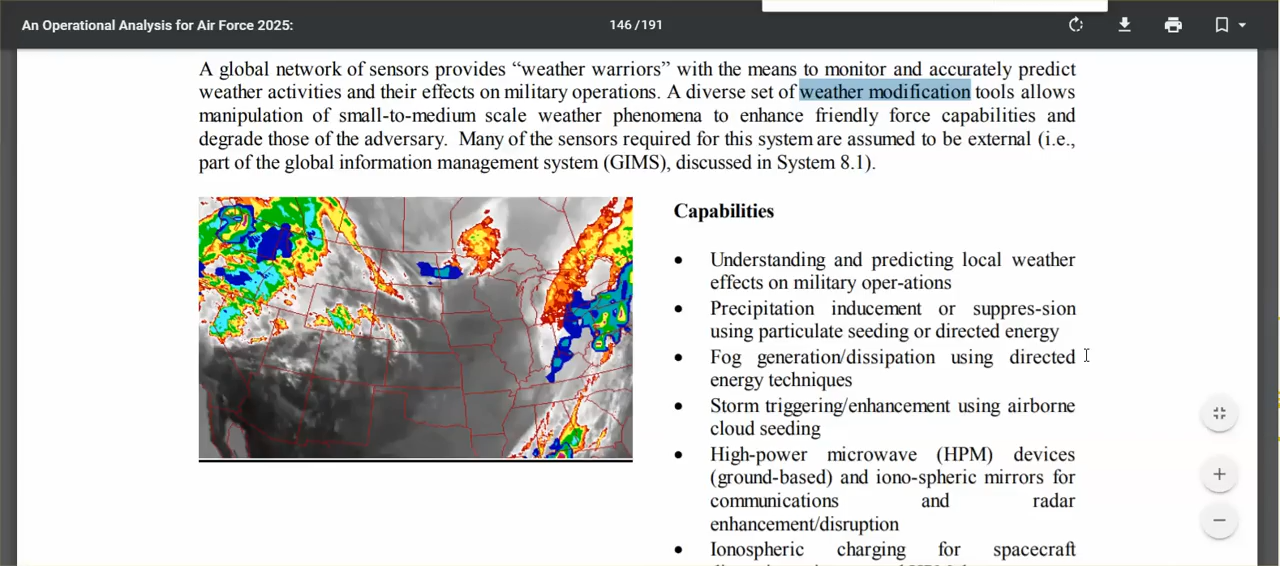 An Operational Analysis for Air Force 2025:
146 / 191
A global network of sensors provides “weather warriors” with the means to monitor and accurately predict
weather activities and their effects on military operations. A diverse set of weather modification tools allows
manipulation of small-to-medium scale weather phenomena to enhance friendly force capabilities and
degrade those of the adversary. Many of the sensors required for this system are assumed to be external (i.e.,
part of the global information management system (GIMS), discussed in System 8.1).
Capabilities
• Understanding and predicting local weather
effects on military oper-ations
• Precipitation inducement or suppres-sion
using particulate seeding or directed energy
• Fog generation/dissipation using directed
energy techniques
• Storm triggering/enhancement using airborne
cloud seeding
• High-power microwave (HPM) devices
(ground-based) and iono-spheric mirrors for
communications and radar
enhancement/disruption
• Ionospheric charging for spacecraft